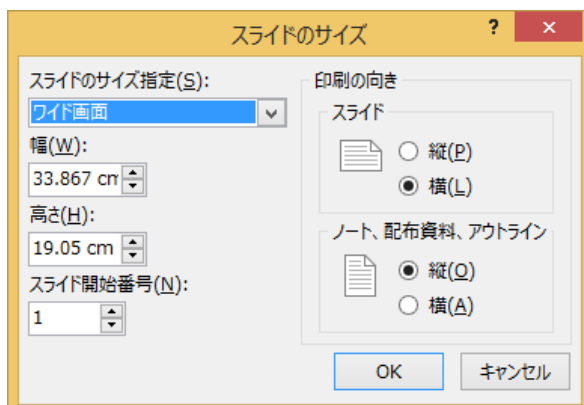 スライドのサイズ ? ×
スライドのサイズ指定(S):
ワイド画面
幅(W):
33.867 cm
高さ(H):
19.05 cm
スライド開始番号(N):
1
印刷の向き
スライド
縦(P)
横(L)
ノート、配布資料、アウトライン
縦(O)
横(A)
OK キャンセル